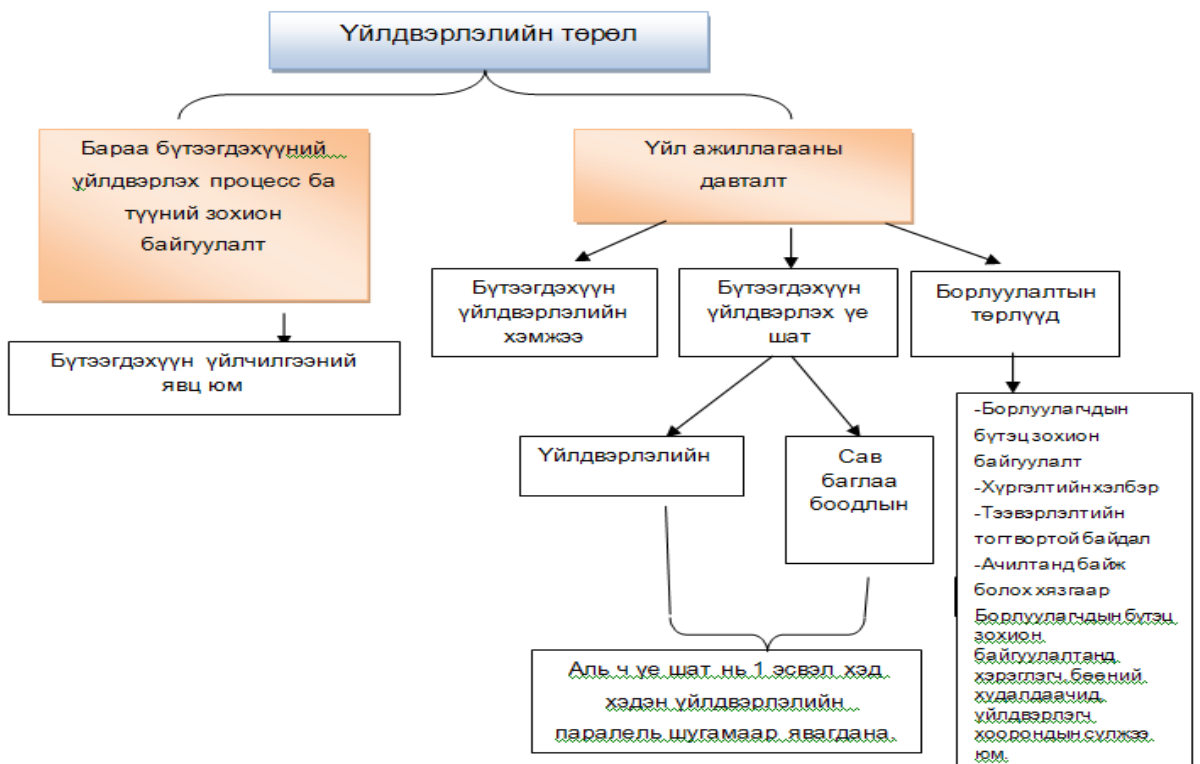 Үйлдвэрлэлийн төрөл
Бараа бүтээгдэхүүний
үйлдвэрлэх процесс ба
түүний зохион
байгуулалт
Үйл ажиллагааны
давталт
Бүтээгдэхүүн үйлчилгээний
явц юм
Бүтээгдэхүүн
үйлдвэрлэлийн
хэмжээ
Бүтээгдэхүүн
үйлдвэрлэх үе
шат
Борлуулалтын
төрлүүд
Үйлдвэрлэлийн
Сав
баглаа
боодлын
Аль ч үе шат нь 1 эсвэл хэд
хэдэн үйлдвэрлэлийн
паралель шугамаар явагдана.
-Борлуулагчдын
бүтэц зохион
байгуулалт
-Хүргэлтийн хэлбэр
-Тээвэрлэлтийн
тогтвортой байдал
-Ачилтанд байж
болох хязгаар
Борлуулагчдын бүтэц
зохион
байгуулалтанд
хэрэглэгч, бөөний
худалдаачид,
үйлдвэрлэгч
хоорондын сүлжээ
юм.